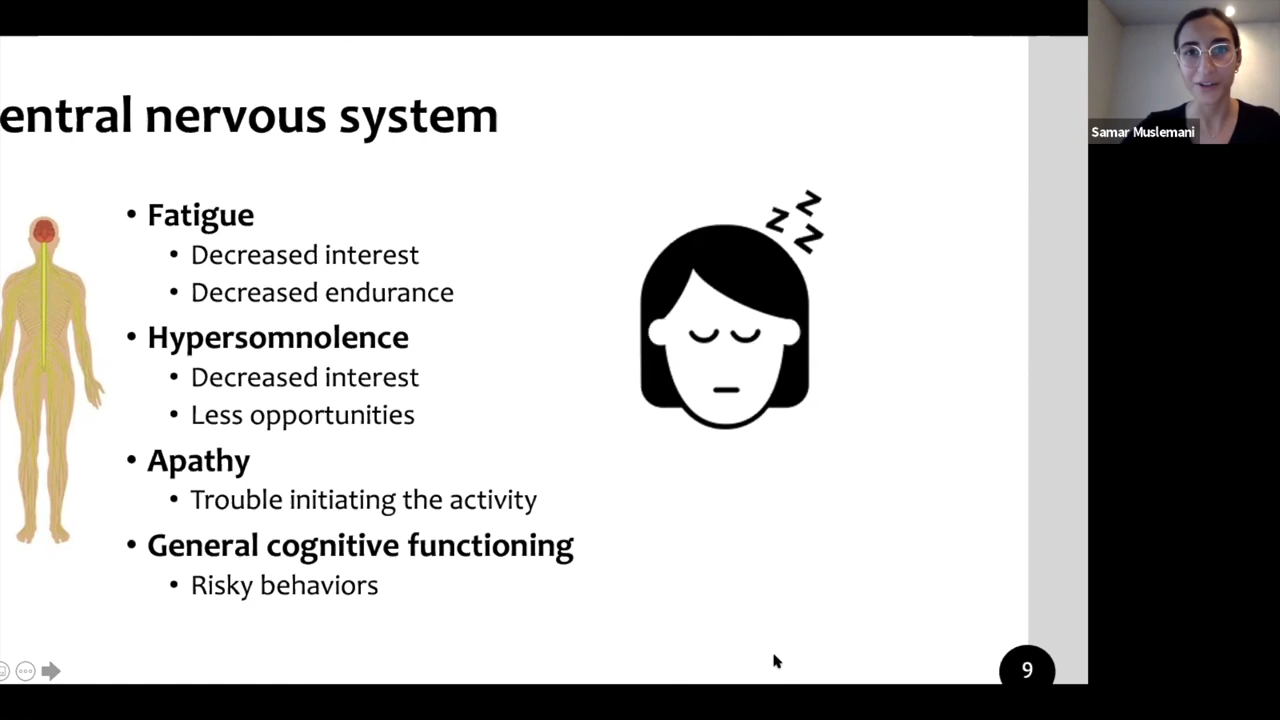 entral nervous system
Samar Muslemani
• Fatigue
• Decreased interest
• Decreased endurance
• Hypersomnolence
• Decreased interest
• Less opportunities
• Apathy
• Trouble initiating the activity
• General cognitive functioning
• Risky behaviors
z z z
9